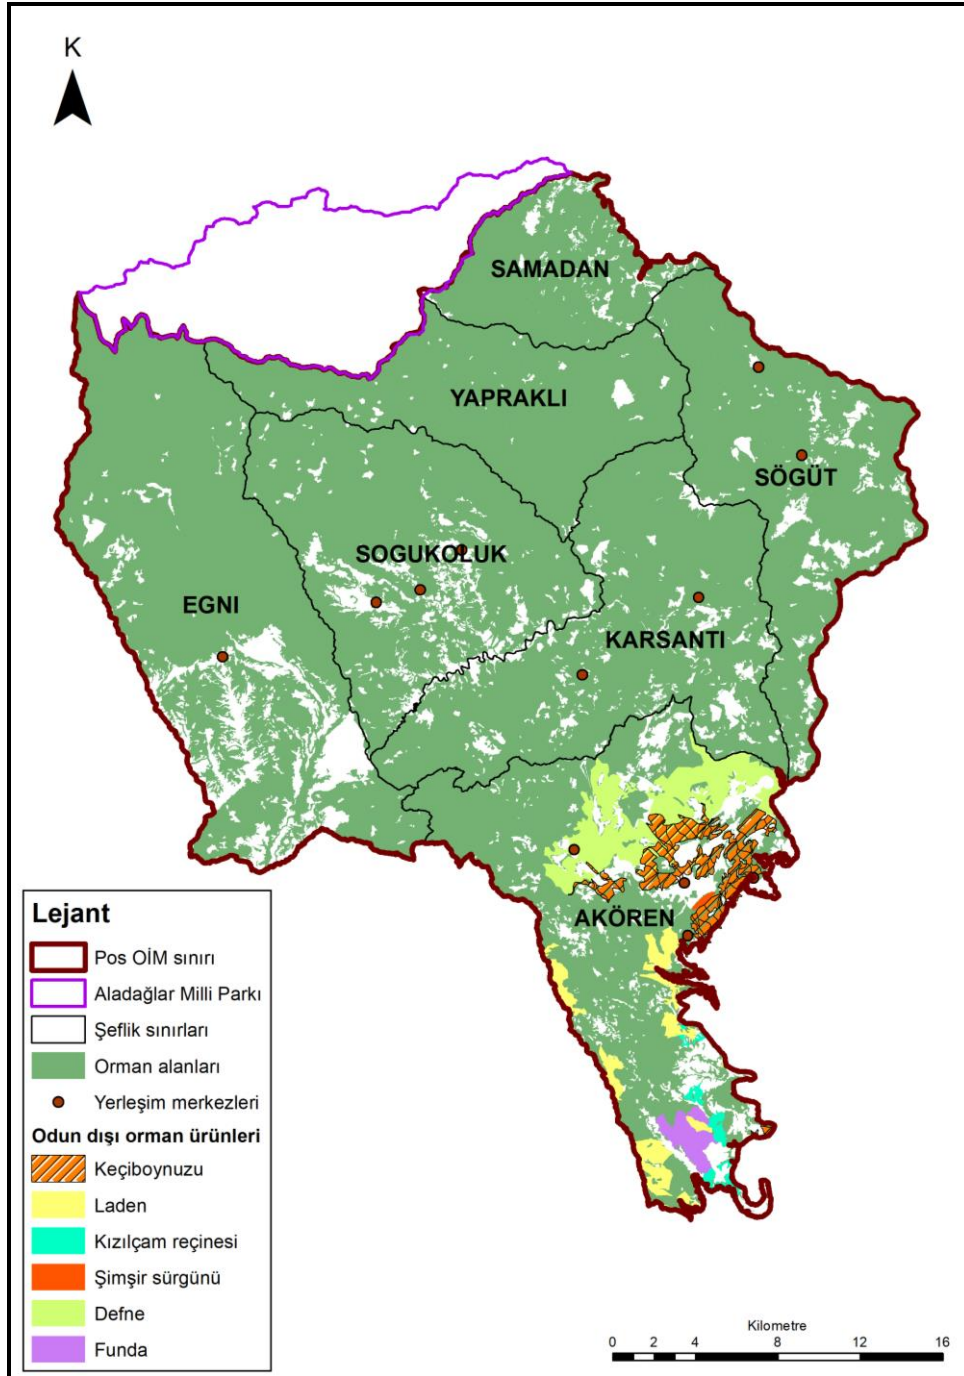 K
SAMADAN
YAPRAKLI
SÖGÜT
SOGUKOLUK
EGNI
KARSANTI
AKÖREN
Lejant
Pos OİM sınırı
Aladağlar Milli Parkı
Şeflik sınırları
Orman alanları
Yerleşim merkezleri
Odun dışı orman ürünleri
Keçiboynuzu
Laden
Kızılçam reçinesi
Şimşir sürgünü
Defne
Funda
Kilometre
0 2 4 8 12 16